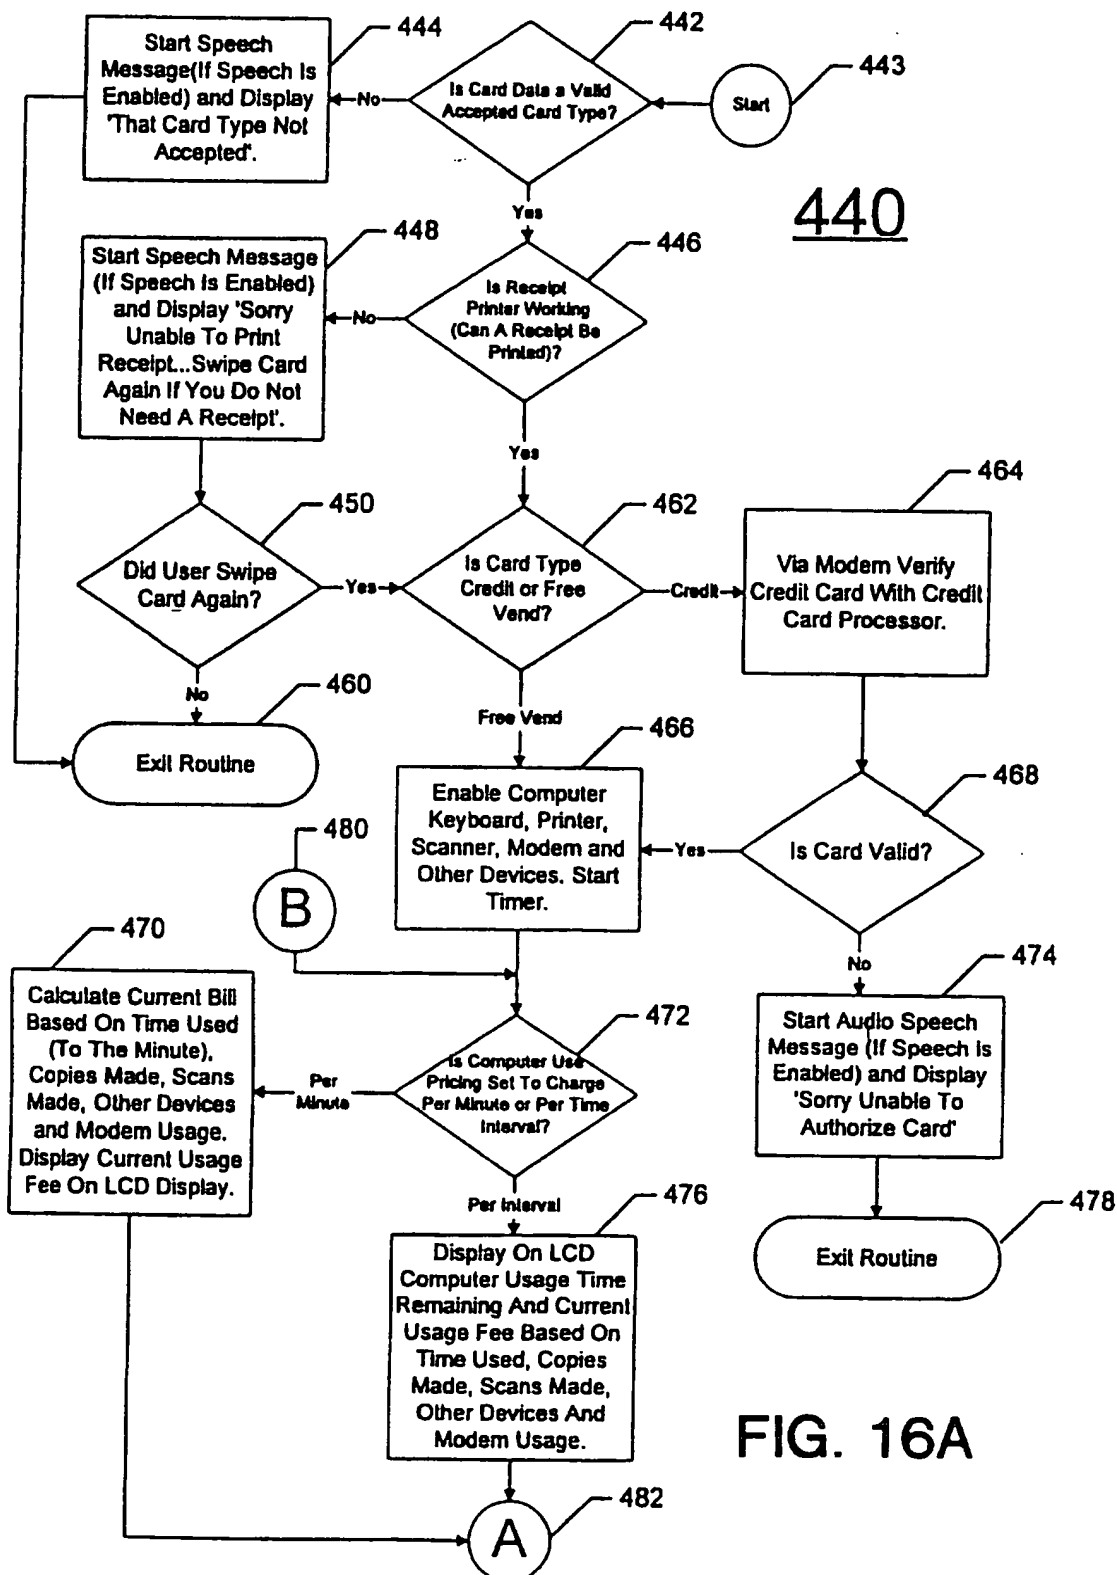 444
Start Speech
Message(If Speech Is
Enabled) and Display
'That Card Type Not
Accepted'.
No
442
Is Card Data a Valid
Accepted Card Type?
443
Start
Yes
440
448
Start Speech Message
(If Speech Is Enabled)
and Display 'Sorry
Unable To Print
Receipt...Swipe Card
Again If You Do Not
Need A Receipt'.
No
446
Is Receipt
Printer Working
(Can A Receipt Be
Printed)?
Yes
450
Did User Swipe
Card Again?
Yes
462
Is Card Type
Credit or Free
Vend?
Credit
464
Via Modem Verify
Credit Card With Credit
Card Processor.
No
460
Exit Routine
Free Vend
466
Enable Computer
Keyboard, Printer,
Scanner, Modem and
Other Devices. Start
Timer.
Yes
468
Is Card Valid?
480
B
No
470
Calculate Current Bill
Based On Time Used
(To The Minute),
Copies Made, Scans
Made, Other Devices
and Modem Usage.
Display Current Usage
Fee On LCD Display.
Per
Minute
472
Is Computer Use
Pricing Set To Charge
Per Minute or Per Time
Interval?
474
Start Audio Speech
Message (If Speech is
Enabled) and Display
'Sorry Unable To
Authorize Card'
Per Interval
476
Display On LCD
Computer Usage Time
Remaining And Current
Usage Fee Based On
Time Used, Copies
Made, Scans Made,
Other Devices And
Modem Usage.
478
Exit Routine
FIG. 16A
482
A